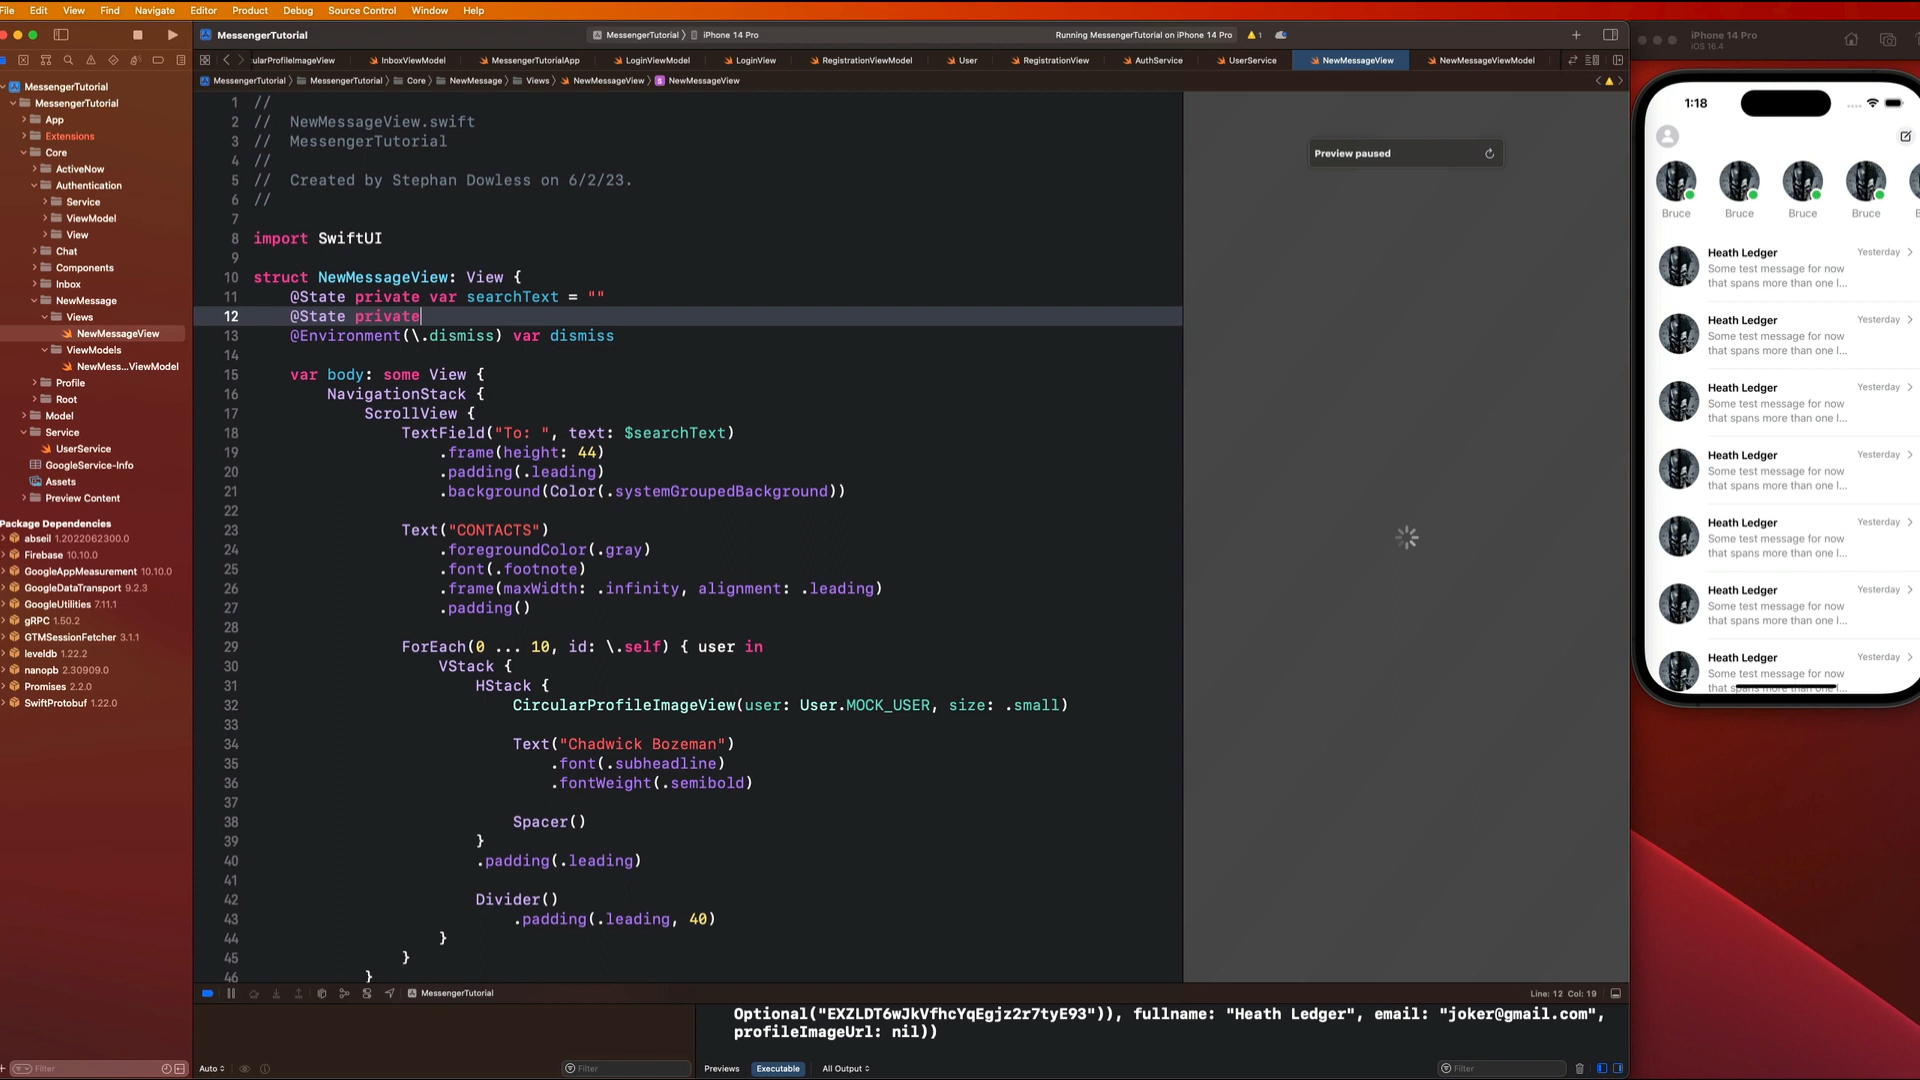 File Edit View Find Navigate Editor Product Debug Source Control Window Help
MessengerTutorial
MessengerTutorial iPhone 14 Pro
Running MessengerTutorial on iPhone 14 Pro
1
ularProfileImageView InboxViewModel MessengerTutorialApp LoginViewModel LoginView RegistrationViewModel User RegistrationView AuthService UserService NewMessageView NewMessageViewModel
MessengerTutorial MessengerTutorial Core NewMessage Views NewMessageView NewMessageView
MessengerTutorial
MessengerTutorial
App
Extensions
Core
ActiveNow
Authentication
Service
ViewModel
View
Chat
Components
Inbox
NewMessage
Views
NewMessageView
ViewModels
NewMess...ViewModel
Profile
Root
Model
Service
UserService
GoogleService-Info
Assets
Preview Content
Package Dependencies
abseil 1.2022062300.0
Firebase 10.10.0
GoogleAppMeasurement 10.10.0
GoogleDataTransport 9.2.3
GoogleUtilities 7.11.1
gRPC 1.50.2
GTMSessionFetcher 3.1.1
leveldb 1.22.2
nanopb 2.30909.0
Promises 2.2.0
SwiftProtobuf 1.22.0
Filter
1 //
2 // NewMessageView.swift
3 // MessengerTutorial
4 //
5 // Created by Stephan Dowless on 6/2/23.
6 //
7
8 import SwiftUI
9
10 struct NewMessageView: View {
11 @State private var searchText = ""
12 @State private
13 @Environment(\.dismiss) var dismiss
14
15 var body: some View {
16 NavigationStack {
17 ScrollView {
18 TextField("To: ", text: $searchText)
19 .frame(height: 44)
20 .padding(.leading)
21 .background(Color(.systemGroupedBackground))
22
23 Text("CONTACTS")
24 .foregroundColor(.gray)
25 .font(.footnote)
26 .frame(maxWidth: .infinity, alignment: .leading)
27 .padding()
28
29 ForEach(0 ... 10, id: \.self) { user in
30 VStack {
31 HStack {
32 CircularProfileImageView(user: User.MOCK_USER, size: .small)
33
34 Text("Chadwick Bozeman")
35 .font(.subheadline)
36 .fontWeight(.semibold)
37
38 Spacer()
39 }
40 .padding(.leading)
41
42 Divider()
43 .padding(.leading, 40)
44 }
45 }
46 }
Preview paused
MessengerTutorial
Line: 12 Col: 19
Optional("EXZLDT6wJkVfhcYqEgjz2r7tyE93")), fullname: "Heath Ledger", email: "joker@gmail.com",
profileImageUrl: nil))
Auto
Filter
Previews Executable All Output
Filter
iPhone 14 Pro
iOS 16.4
1:18
Bruce Bruce Bruce Bruce
Heath Ledger Yesterday
Some test message for now
that spans more than one l...
Heath Ledger Yesterday
Some test message for now
that spans more than one l...
Heath Ledger Yesterday
Some test message for now
that spans more than one l...
Heath Ledger Yesterday
Some test message for now
that spans more than one l...
Heath Ledger Yesterday
Some test message for now
that spans more than one l...
Heath Ledger Yesterday
Some test message for now
that spans more than one l...
Heath Ledger Yesterday
Some test message for now
that spans more than one l...